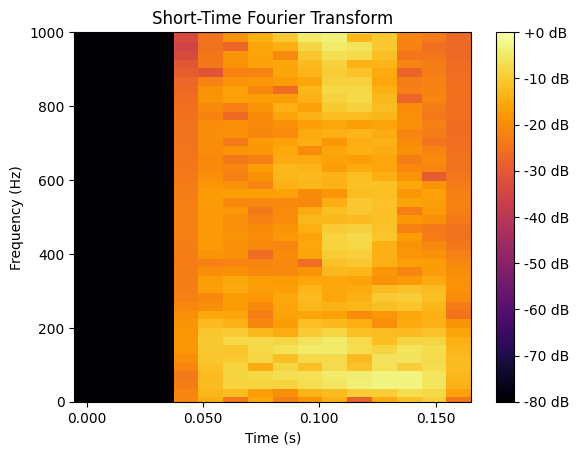 Short-Time Fourier Transform
1000
800
600
400
200
0
Frequency (Hz)
0.000
0.050
0.100
0.150
Time (s)
+0 dB
-10 dB
-20 dB
-30 dB
-40 dB
-50 dB
-60 dB
-70 dB
-80 dB